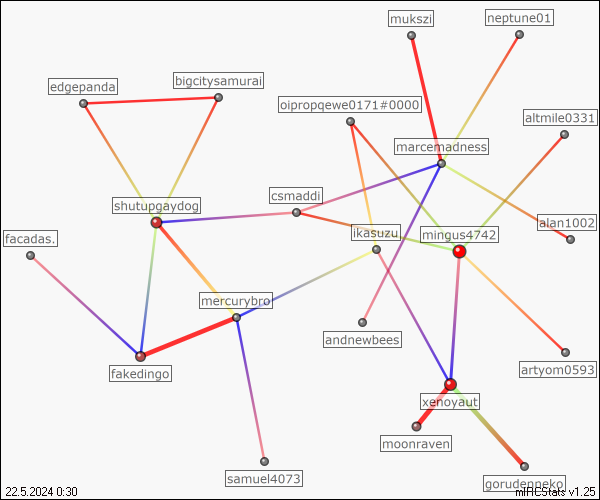 mukszi
neptune01
edgepanda
bigcitysamurai
oipropqewe0171#0000
altmile0331
marcemadness
csmaddi
shutupgaydog
alan1002
facadas.
ikasuzu
mingus4742
mercurybro
andnewbees
fakedingo
artyom0593
xenoyaut
moonraven
samuel4073
gorudenneko
22.5.2024 0:30
mIRCStats v1.25